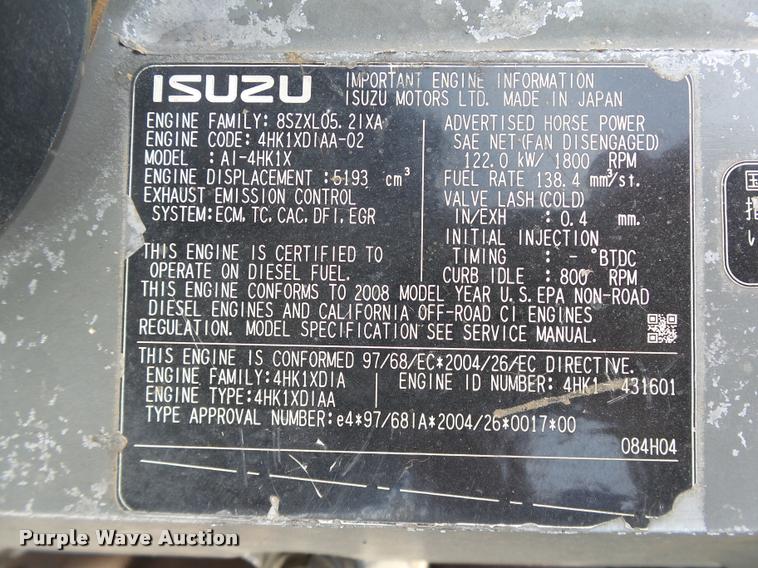 ISUZU
IMPORTANT ENGINE INFORMATION
ISUZU MOTORS LTD. MADE IN JAPAN
ENGINE FAMILY: 8SZXL05.2IXA
ENGINE CODE: 4HK1XDIAA-02
MODEL : AI-4HK1X
ENGINE DISPLACEMENT :5193 cm³
EXHAUST EMISSION CONTROL
SYSTEM:ECM, TC, CAC, DFI, EGR
THIS ENGINE IS CERTIFIED TO
OPERATE ON DIESEL FUEL.
ADVERTISED HORSE POWER
SAE NET(FAN DISENGAGED)
122.0 kW/ 1800 RPM
FUEL RATE 138.4 mm³/st.
VALVE LASH(COLD)
IN/EXH : 0.4 mm.
INITIAL INJECTION
TIMING : - °BTDC
CURB IDLE : 800 RPM
THIS ENGINE CONFORMS TO 2008 MODEL YEAR U.S.EPA NON-ROAD
DIESEL ENGINES AND CALIFORNIA OFF-ROAD CI ENGINES
REGULATION. MODEL SPECIFICATION SEE SERVICE MANUAL.
THIS ENGINE IS CONFORMED 97/68/EC*2004/26/EC DIRECTIVE.
ENGINE FAMILY:4HK1XDIA
ENGINE ID NUMBER: 4HK1- 431601
ENGINE TYPE:4HK1XDIAA
TYPE APPROVAL NUMBER:e4*97/68IA*2004/26*0017*00
084H04
Purple Wave Auction